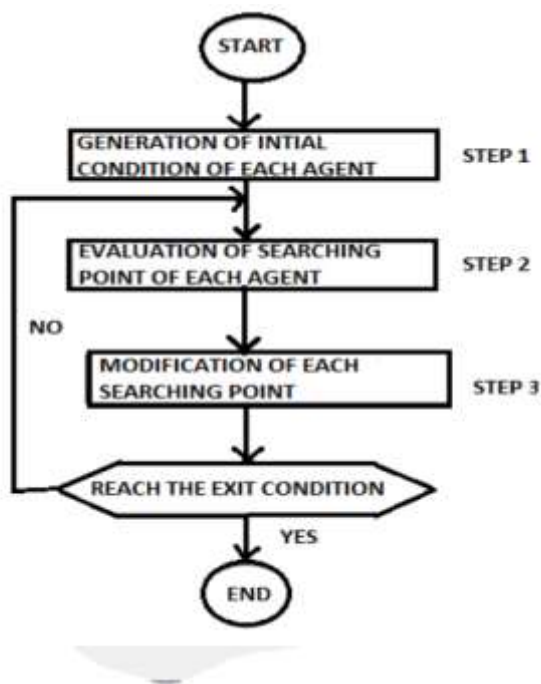 START
GENERATION OF INTIAL
CONDITION OF EACH AGENT
STEP 1
EVALUATION OF SEARCHING
POINT OF EACH AGENT
STEP 2
NO
MODIFICATION OF EACH
SEARCHING POINT
STEP 3
REACH THE EXIT CONDITION
YES
END